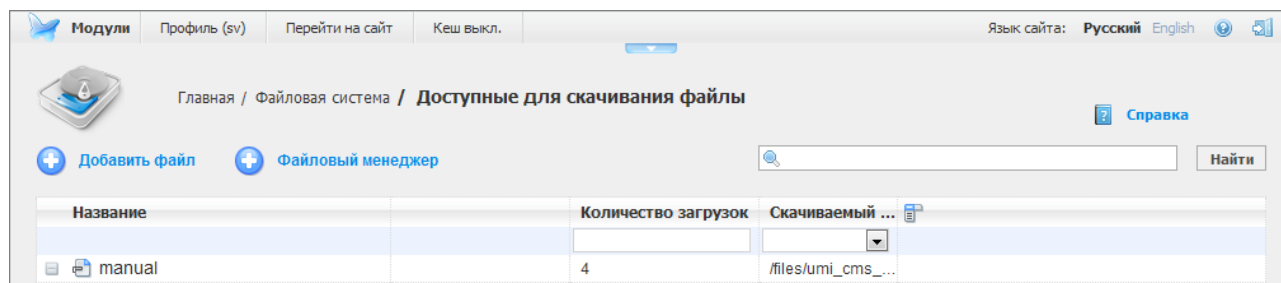 Модули Профиль (sv) Перейти на сайт Кеш выкл. Язык сайта: Русский English
Главная / Файловая система / Доступные для скачивания файлы
Справка
Добавить файл Файловый менеджер Найти
Название Количество загрузок Скачиваемый ...
manual 4 /files/umi_cms_...